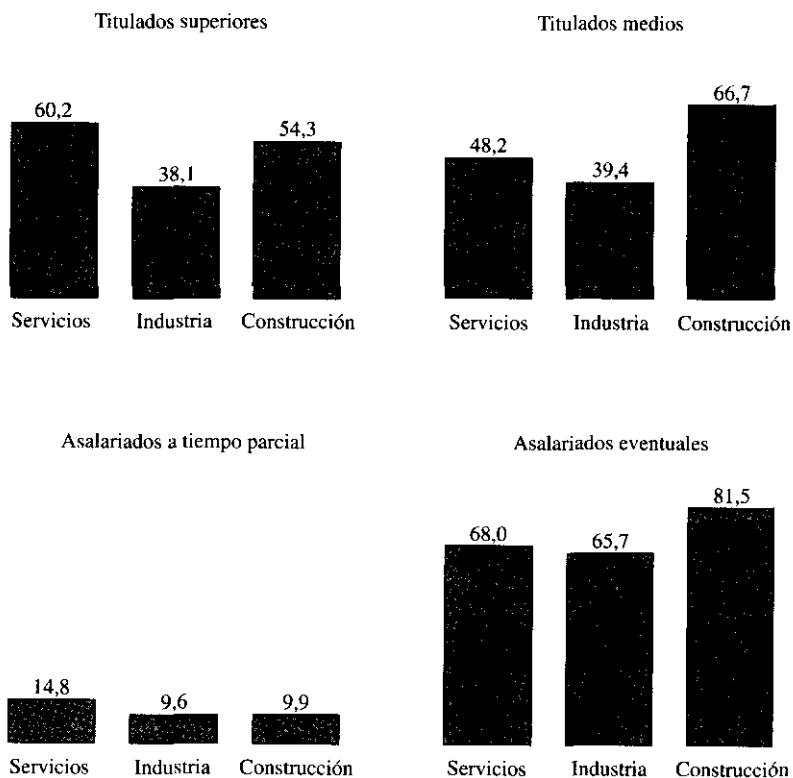 Titulados superiores
60,2
38,1
54,3
Servicios Industria Construcción
Titulados medios
48,2
39,4
66,7
Servicios Industria Construcción
Asalariados a tiempo parcial
14,8
9,6
9,9
Servicios Industria Construcción
Asalariados eventuales
68,0
65,7
81,5
Servicios Industria Construcción